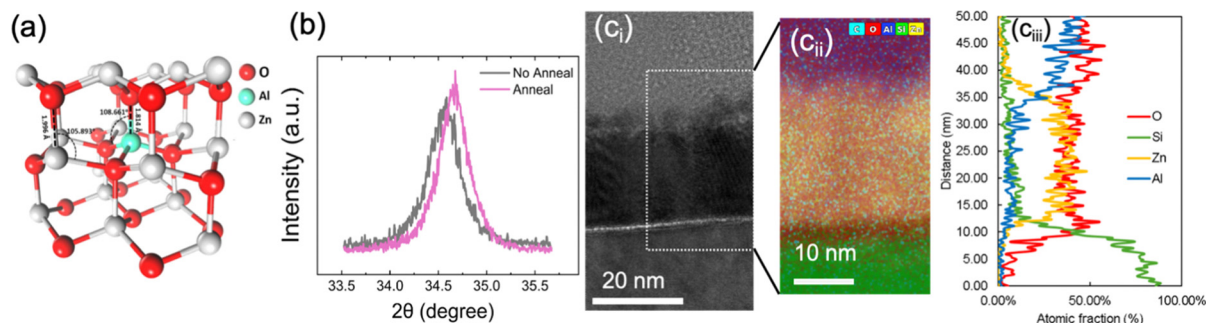 (a)
O
Al
Zn
108.661°
1.814 Å
1.996 Å
105.893°
(b)
Intensity (a.u.)
No Anneal
Anneal
33.5 34.0 34.5 35.0 35.5
2θ (degree)
(ci)
20 nm
(cii)
O Al Si
10 nm
(ciii)
Distance (nm)
50.00
45.00
40.00
35.00
30.00
25.00
20.00
15.00
10.00
5.00
0.00
O
Si
Zn
Al
0.00% 50.00% 100.00%
Atomic fraction (%)